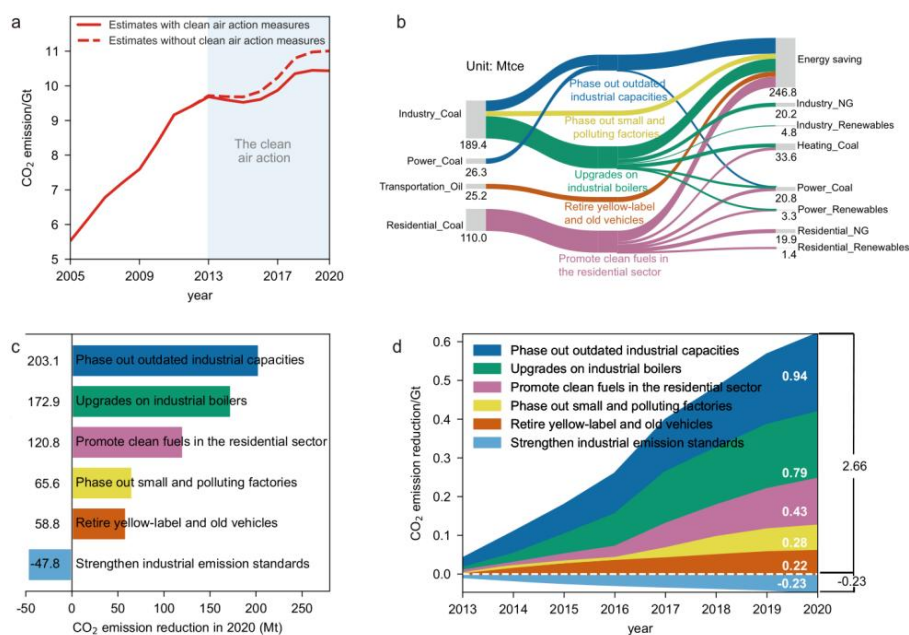 a
Estimates with clean air action measures
Estimates without clean air action measures
11
10
9
8
7
6
5
CO₂ emission/Gt
The clean
air action
2005
2009
2013
2017
2020
year
b
Unit: Mtce
Industry_Coal
189.4
Power_Coal
26.3
Transportation_Oil
25.2
Residential_Coal
110.0
Phase out outdated
industrial capacities
Phase out small and
polluting factories
Upgrades on
industrial boilers
Retire yellow-label
and old vehicles
Promote clean fuels in
the residential sector
Energy saving
246.8
Industry_NG
20.2
Industry_Renewables
4.8
Heating_Coal
33.6
Power_Coal
20.8
Power_Renewables
3.3
Residential_NG
19.9
Residential_Renewables
1.4
c
203.1 Phase out outdated industrial capacities
172.9 Upgrades on industrial boilers
120.8 Promote clean fuels in the residential sector
65.6 Phase out small and polluting factories
58.8 Retire yellow-label and old vehicles
-47.8 Strengthen industrial emission standards
-50 0 50 100 150 200 250
CO₂ emission reduction in 2020 (Mt)
d
0.6
0.5
0.4
0.3
0.2
0.1
0.0
CO₂ emission reduction/Gt
Phase out outdated industrial capacities
Upgrades on industrial boilers
Promote clean fuels in the residential sector
Phase out small and polluting factories
Retire yellow-label and old vehicles
Strengthen industrial emission standards
0.94
0.79
0.43
0.28
0.22
-0.23
2.66
-0.23
2013 2014 2015 2016 2017 2018 2019 2020
year